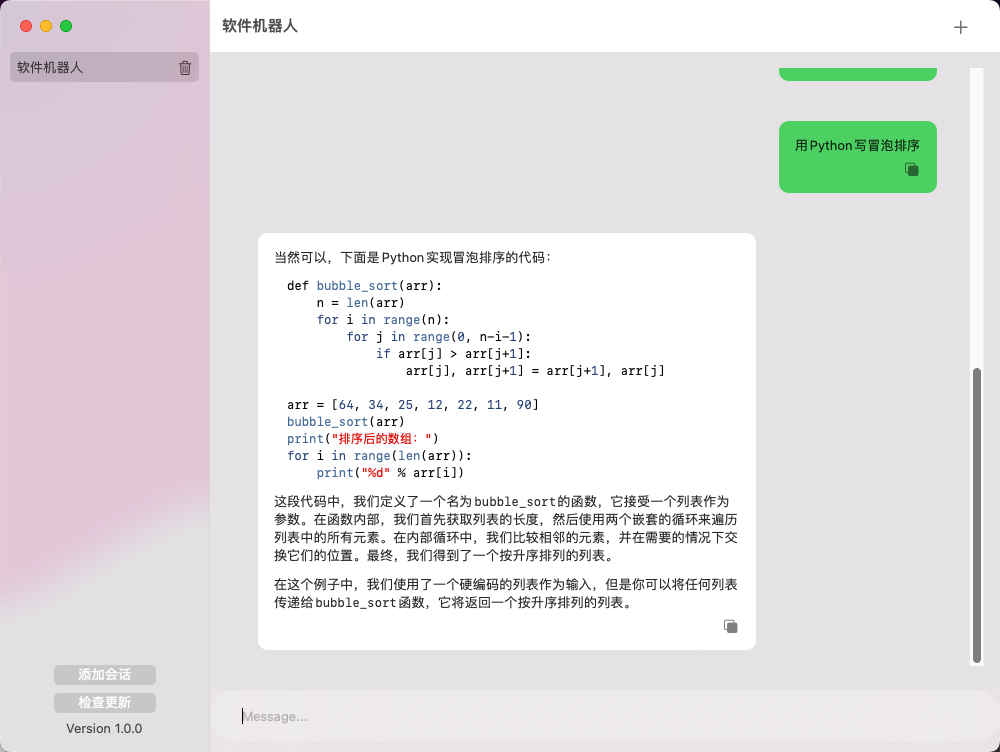 软件机器人
软件机器人
用Python写冒泡排序
当然可以，下面是Python实现冒泡排序的代码：
def bubble_sort(arr):
    n = len(arr)
    for i in range(n):
        for j in range(0, n-i-1):
            if arr[j] > arr[j+1]:
                arr[j], arr[j+1] = arr[j+1], arr[j]
arr = [64, 34, 25, 12, 22, 11, 90]
bubble_sort(arr)
print("排序后的数组：")
for i in range(len(arr)):
    print("%d" % arr[i])
这段代码中，我们定义了一个名为bubble_sort的函数，它接受一个列表作为
参数。在函数内部，我们首先获取列表的长度，然后使用两个嵌套的循环来遍历
列表中的所有元素。在内部循环中，我们比较相邻的元素，并在需要的情况下交
换它们的位置。最终，我们得到了一个按升序排列的列表。
在这个例子中，我们使用了一个硬编码的列表作为输入，但是你可以将任何列表
传递给bubble_sort函数，它将返回一个按升序排列的列表。
添加会话
检查更新
Version 1.0.0
Message...